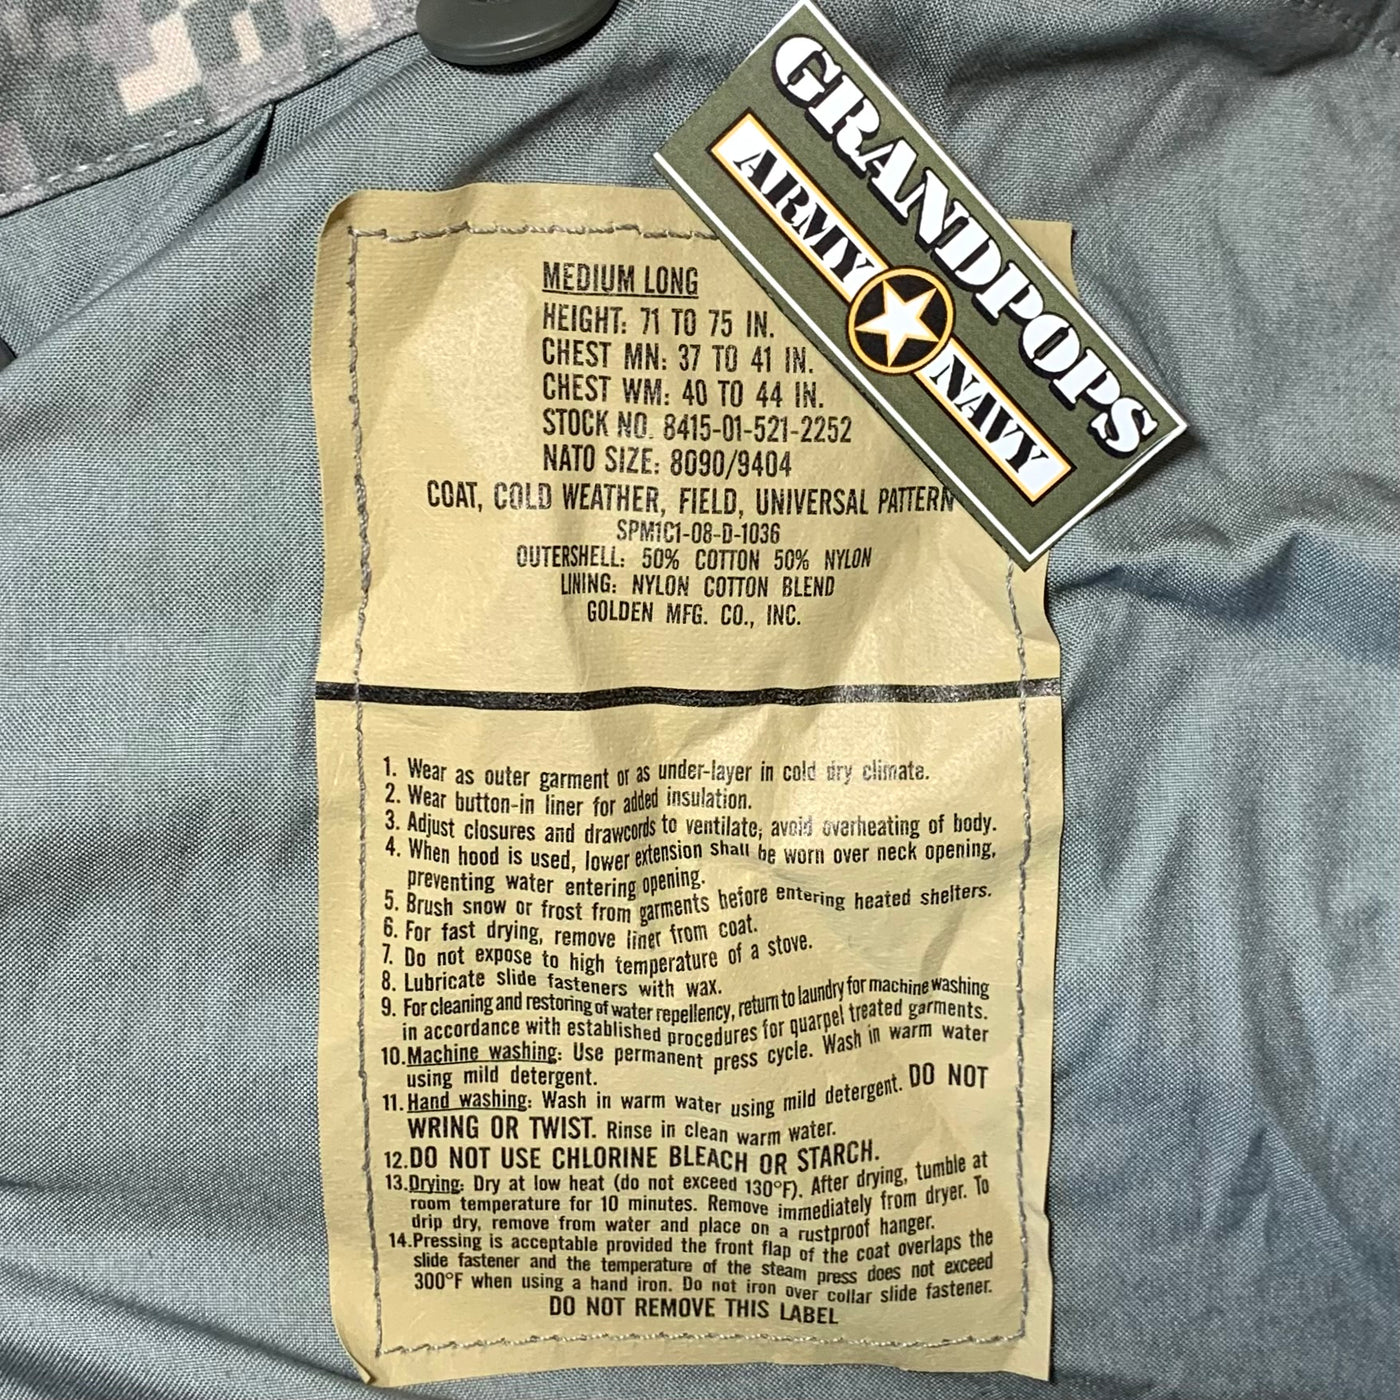 GRANDPOPS
ARMY NAVY
MEDIUM LONG
HEIGHT: 71 TO 75 IN.
CHEST MN: 37 TO 41 IN.
CHEST WM: 40 TO 44 IN.
STOCK NO. 8415-01-521-2252
NATO SIZE: 8090/9404
COAT, COLD WEATHER, FIELD, UNIVERSAL PATTERN
SPM1C1-08-D-1036
OUTERSHELL: 50% COTTON 50% NYLON
LINING: NYLON COTTON BLEND
GOLDEN MFG. CO., INC.
1. Wear as outer garment or as under-layer in cold dry climate.
2. Wear button-in liner for added insulation.
3. Adjust closures and drawcords to ventilate; avoid overheating of body.
4. When hood is used, lower extension shall be worn over neck opening,
preventing water entering opening.
5. Brush snow or frost from garments before entering heated shelters.
6. For fast drying, remove liner from coat.
7. Do not expose to high temperature of a stove.
8. Lubricate slide fasteners with wax.
9. For cleaning and restoring of water repellency, return to laundry for machine washing
in accordance with established procedures for quarpel treated garments.
10. Machine washing: Use permanent press cycle. Wash in warm water
using mild detergent.
11. Hand washing: Wash in warm water using mild detergent. DO NOT
WRING OR TWIST. Rinse in clean warm water.
12. DO NOT USE CHLORINE BLEACH OR STARCH.
13. Drying: Dry at low heat (do not exceed 130°F). After drying, tumble at
room temperature for 10 minutes. Remove immediately from dryer. To
drip dry, remove from water and place on a rustproof hanger.
14. Pressing is acceptable provided the front flap of the coat overlaps the
slide fastener and the temperature of the steam press does not exceed
300°F when using a hand iron. Do not iron over collar slide fastener.
DO NOT REMOVE THIS LABEL